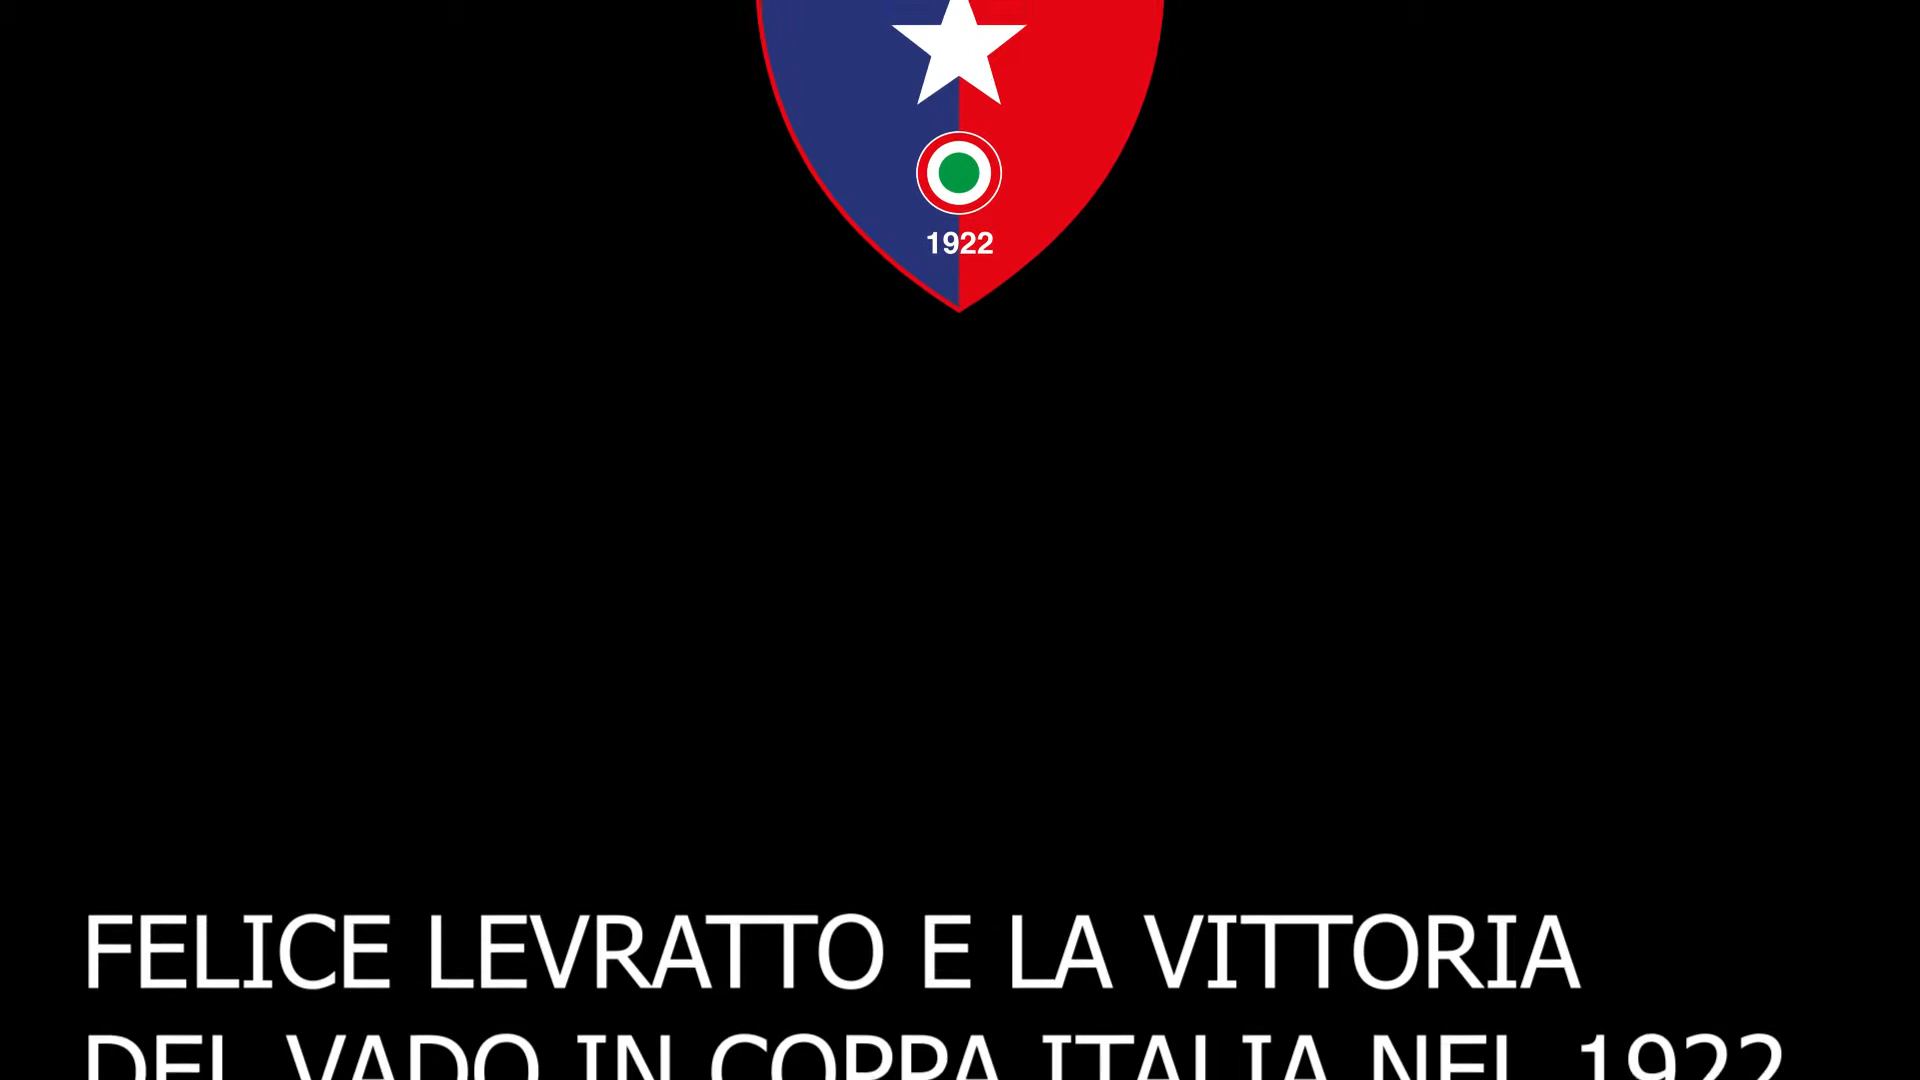 1922
FELICE LEVRATTO E LA VITTORIA
DEL VADO IN COPPA ITALIA NEL 1922